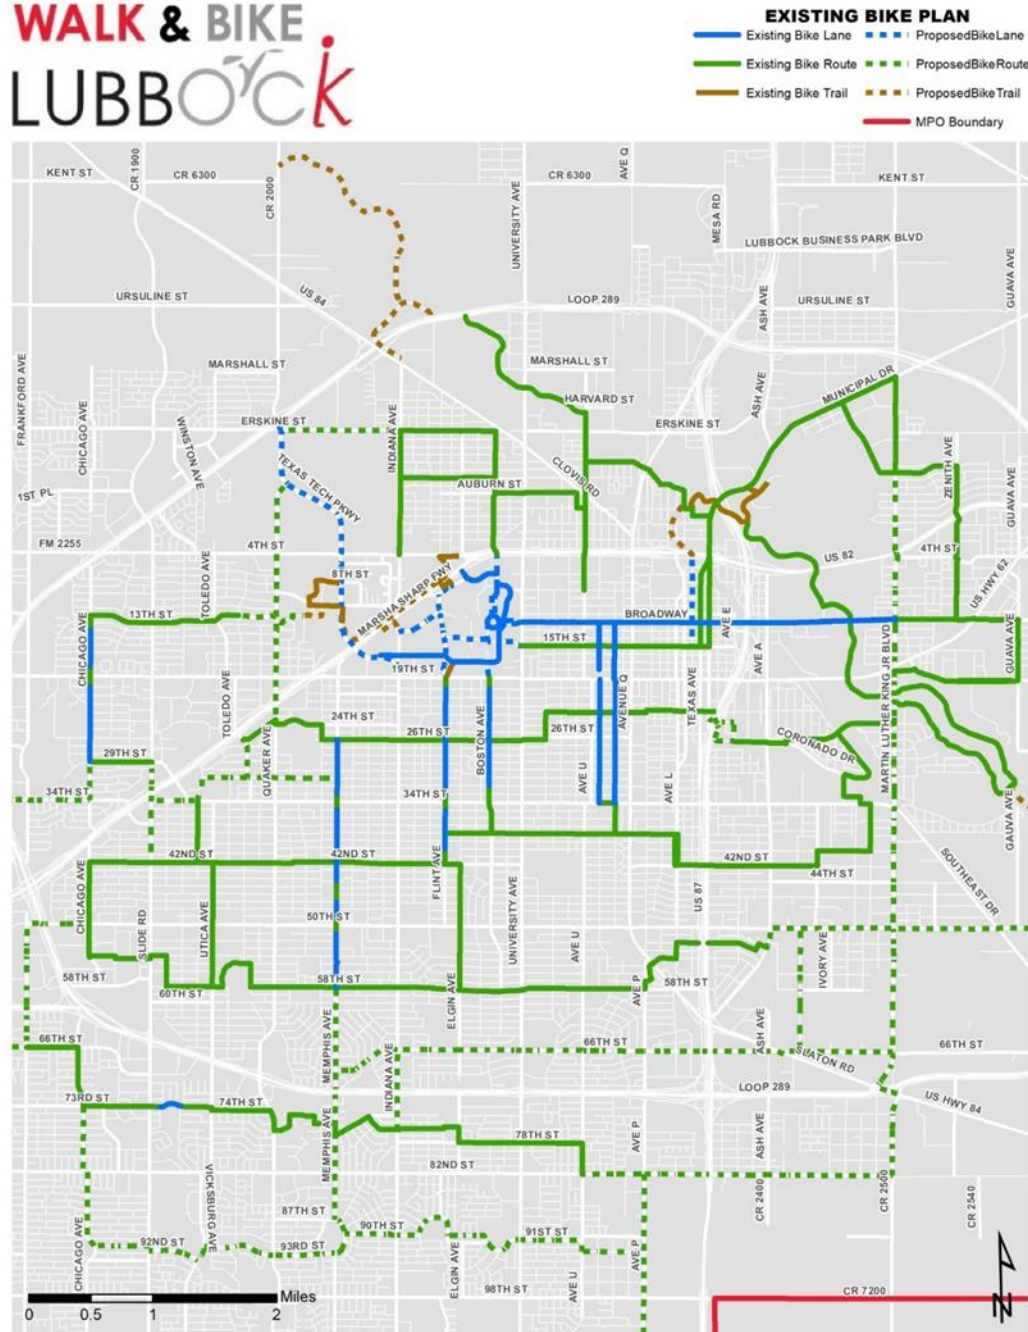 WALK & BIKE
LUBBOCK
EXISTING BIKE PLAN
Existing Bike Lane
ProposedBikeLane
Existing Bike Route
ProposedBikeRoute
Existing Bike Trail
ProposedBikeTrail
MPO Boundary
KENT ST
CR 1900
CR 6300
CR 2000
UNIVERSITY AVE
CR 6300
AVE Q
MESA RD
KENT ST
LUBBOCK BUSINESS PARK BLVD
GUAVA AVE
URSULINE ST
US 84
LOOP 289
ASH AVE
URSULINE ST
FRANKFORD AVE
MARSHALL ST
MARSHALL ST
MUNICIPAL DR
CHICAGO AVE
WINSTON AVE
ERSKINE ST
INDIANA AVE
HARVARD ST
ERSKINE ST
ASH AVE
TEXAS TECH PKWY
CLOVIS RD
ZENITH AVE
1ST PL
AUBURN ST
GUAVA AVE
FM 2255
4TH ST
US 82
4TH ST
TOLEDO AVE
8TH ST
MARSHA SHARP FWY
US HWY 62
13TH ST
BROADWAY
AVE E
CHICAGO AVE
15TH ST
AVE A
MARTIN LUTHER KING JR BLVD
GUAVA AVE
19TH ST
TOLEDO AVE
24TH ST
BOSTON AVE
AVENUE Q
TEXAS AVE
QUAKER AVE
26TH ST
26TH ST
CORONADO DR
29TH ST
AVE U
AVE L
34TH ST
34TH ST
GAUVA AVE
42ND ST
42ND ST
FLINT AVE
42ND ST
44TH ST
SOUTHEAST DR
CHICAGO AVE
SLIDE RD
UTICA AVE
50TH ST
UNIVERSITY AVE
AVE U
US 87
IVORY AVE
58TH ST
60TH ST
58TH ST
ELGIN AVE
AVE P
58TH ST
66TH ST
MEMPHIS AVE
INDIANA AVE
66TH ST
ASH AVE
SLATON RD
66TH ST
73RD ST
74TH ST
LOOP 289
US HWY 84
MEMPHIS AVE
78TH ST
AVE P
ASH AVE
82ND ST
VICKSBURG AVE
CR 2400
CR 2500
CR 2540
87TH ST
90TH ST
CHICAGO AVE
92ND ST
93RD ST
ELGIN AVE
91ST ST
AVE U
AVE P
98TH ST
CR 7200
Miles
0 0.5 1 2
N